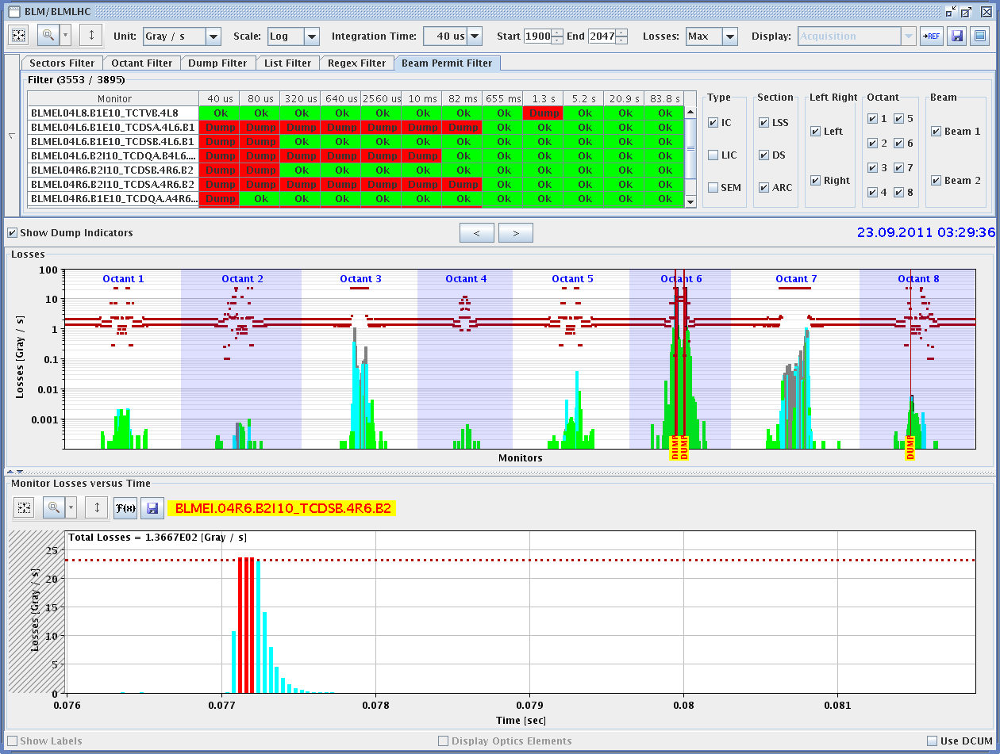 BLM/BLMLHC
Unit: Gray / s Scale: Log Integration Time: 40 us Start 1900 End 2047 Losses: Max Display: Acquisition →REF
Sectors Filter Octant Filter Dump Filter List Filter Regex Filter Beam Permit Filter
Filter (3553 / 3895)
Monitor 40 us 80 us 320 us 640 us 2560 us 10 ms 82 ms 655 ms 1.3 s 5.2 s 20.9 s 83.8 s
BLMEI.04L8.B1E10_TCTVB.4L8 Ok Ok Ok Ok Ok Ok Ok Ok Dump Ok Ok Ok
BLMEI.04L6.B1E10_TCDSA.4L6.B1 Dump Dump Dump Dump Dump Dump Dump Ok Ok Ok Ok Ok
BLMEI.04L6.B1E10_TCDSB.4L6.B1 Dump Dump Ok Ok Ok Ok Ok Ok Ok Ok Ok Ok
BLMEI.04L6.B2I10_TCDQA.B4L6.... Dump Dump Dump Dump Dump Dump Ok Ok Ok Ok Ok Ok
BLMEI.04R6.B2I10_TCDSB.4R6.B2 Dump Dump Ok Ok Ok Ok Ok Ok Ok Ok Ok Ok
BLMEI.04R6.B2I10_TCDSA.4R6.B2 Dump Dump Dump Dump Dump Dump Dump Ok Ok Ok Ok Ok
BLMEI.04R6.B1E10_TCDQA.A4R6... Dump Ok Ok Ok Ok Ok Ok Ok Ok Ok Ok Ok
Type
IC
LIC
SEM
Section
LSS
DS
ARC
Left Right
Left
Right
Octant
1 5
2 6
3 7
4 8
Beam
Beam 1
Beam 2
Show Dump Indicators < > 23.09.2011 03:29:36
Losses
Octant 1 Octant 2 Octant 3 Octant 4 Octant 5 Octant 6 Octant 7 Octant 8
Losses [Gray / s]
100
10
1
0.1
0.01
0.001
DUMP DUMP DUMP
Monitors
Monitor Losses versus Time
F(x) BLMEI.04R6.B2I10_TCDSB.4R6.B2
Total Losses = 1.3667E02 [Gray / s]
Losses [Gray / s]
25
20
15
10
5
0
0.076 0.077 0.078 0.079 0.08 0.081
Time [sec]
Show Labels Display Optics Elements Use DCUM